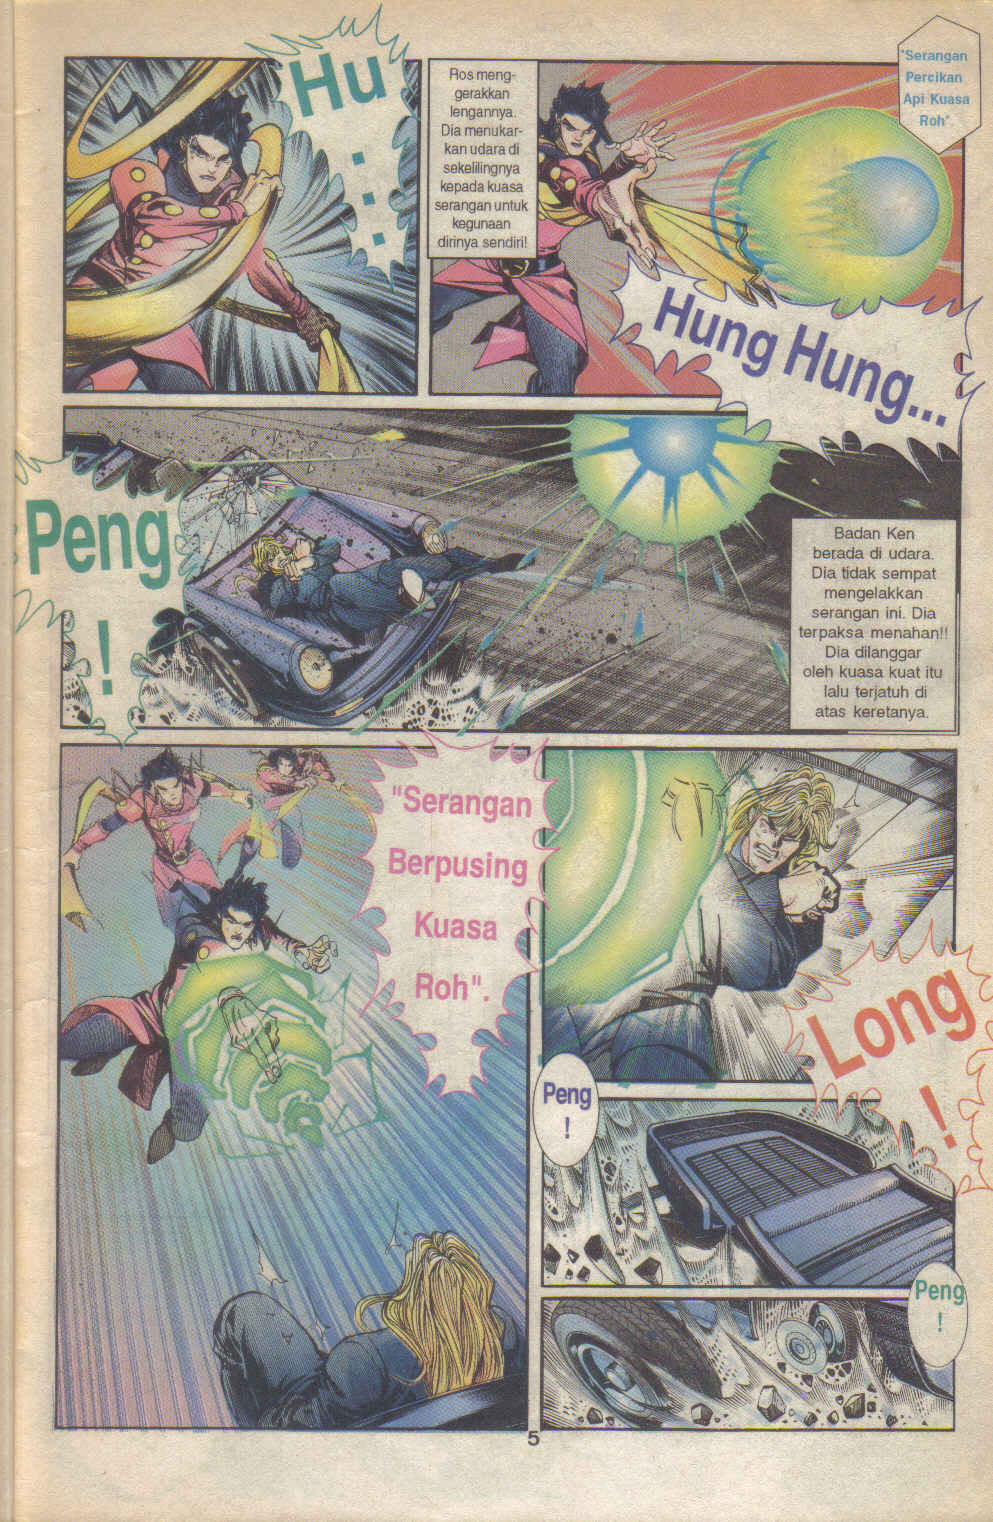 Hu
...
Ros meng-
gerakkan
lengannya.
Dia menukar-
kan udara di
sekelilingnya
kepada kuasa
serangan untuk
kegunaan
dirinya sendiri!
"Serangan
Percikan
Api Kuasa
Roh".
Hung Hung...
Peng
!
Badan Ken
berada di udara.
Dia tidak sempat
mengelakkan
serangan ini. Dia
terpaksa menahan!!
Dia dilanggar
oleh kuasa kuat itu
lalu terjatuh di
atas keretanya.
"Serangan
Berpusing
Kuasa
Roh".
Long
!
Peng
!
Peng
!
5